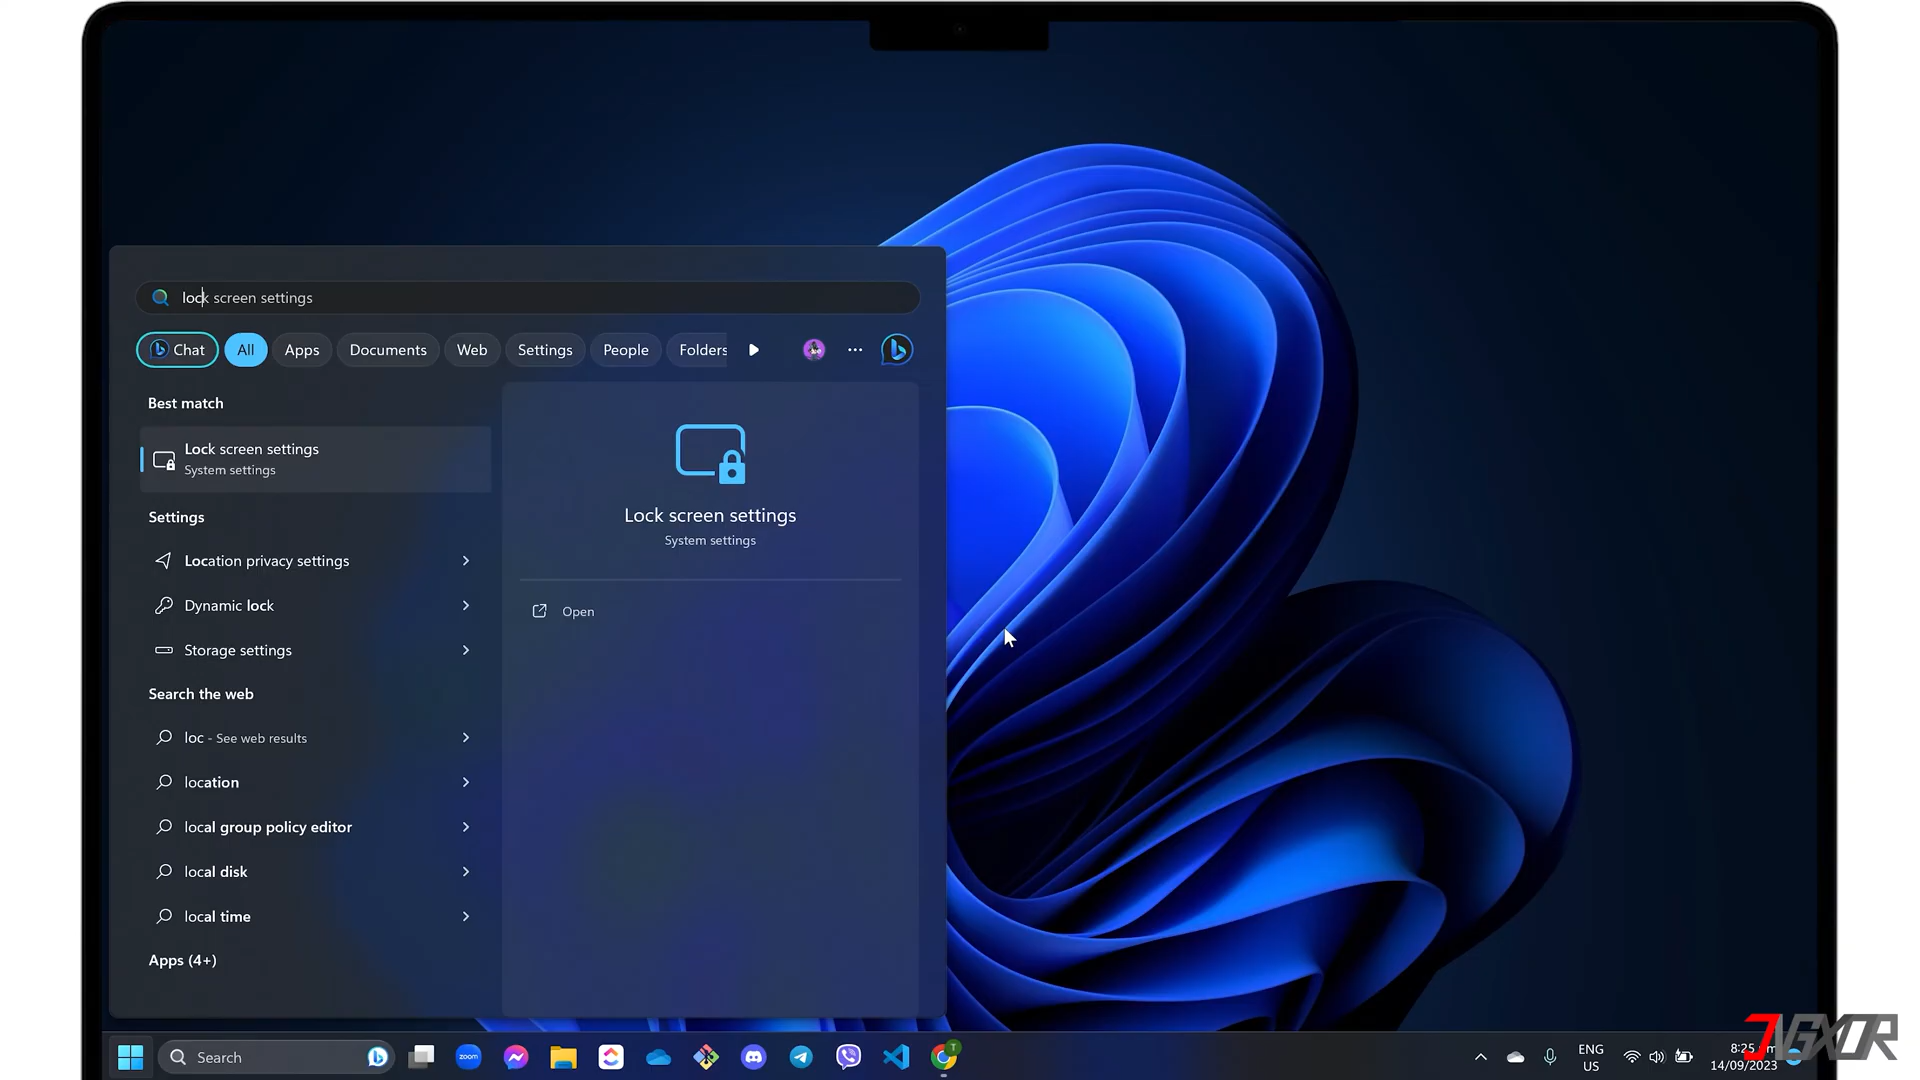 lock screen settings
Chat
All
Apps
Documents
Web
Settings
People
Folders
Best match
Lock screen settings
System settings
Settings
Location privacy settings
Dynamic lock
Storage settings
Search the web
loc - See web results
location
local group policy editor
local disk
local time
Apps (4+)
Lock screen settings
System settings
Open
Search
zoom
T
ENG
US
8:25
14/09/2023
JVGXOR